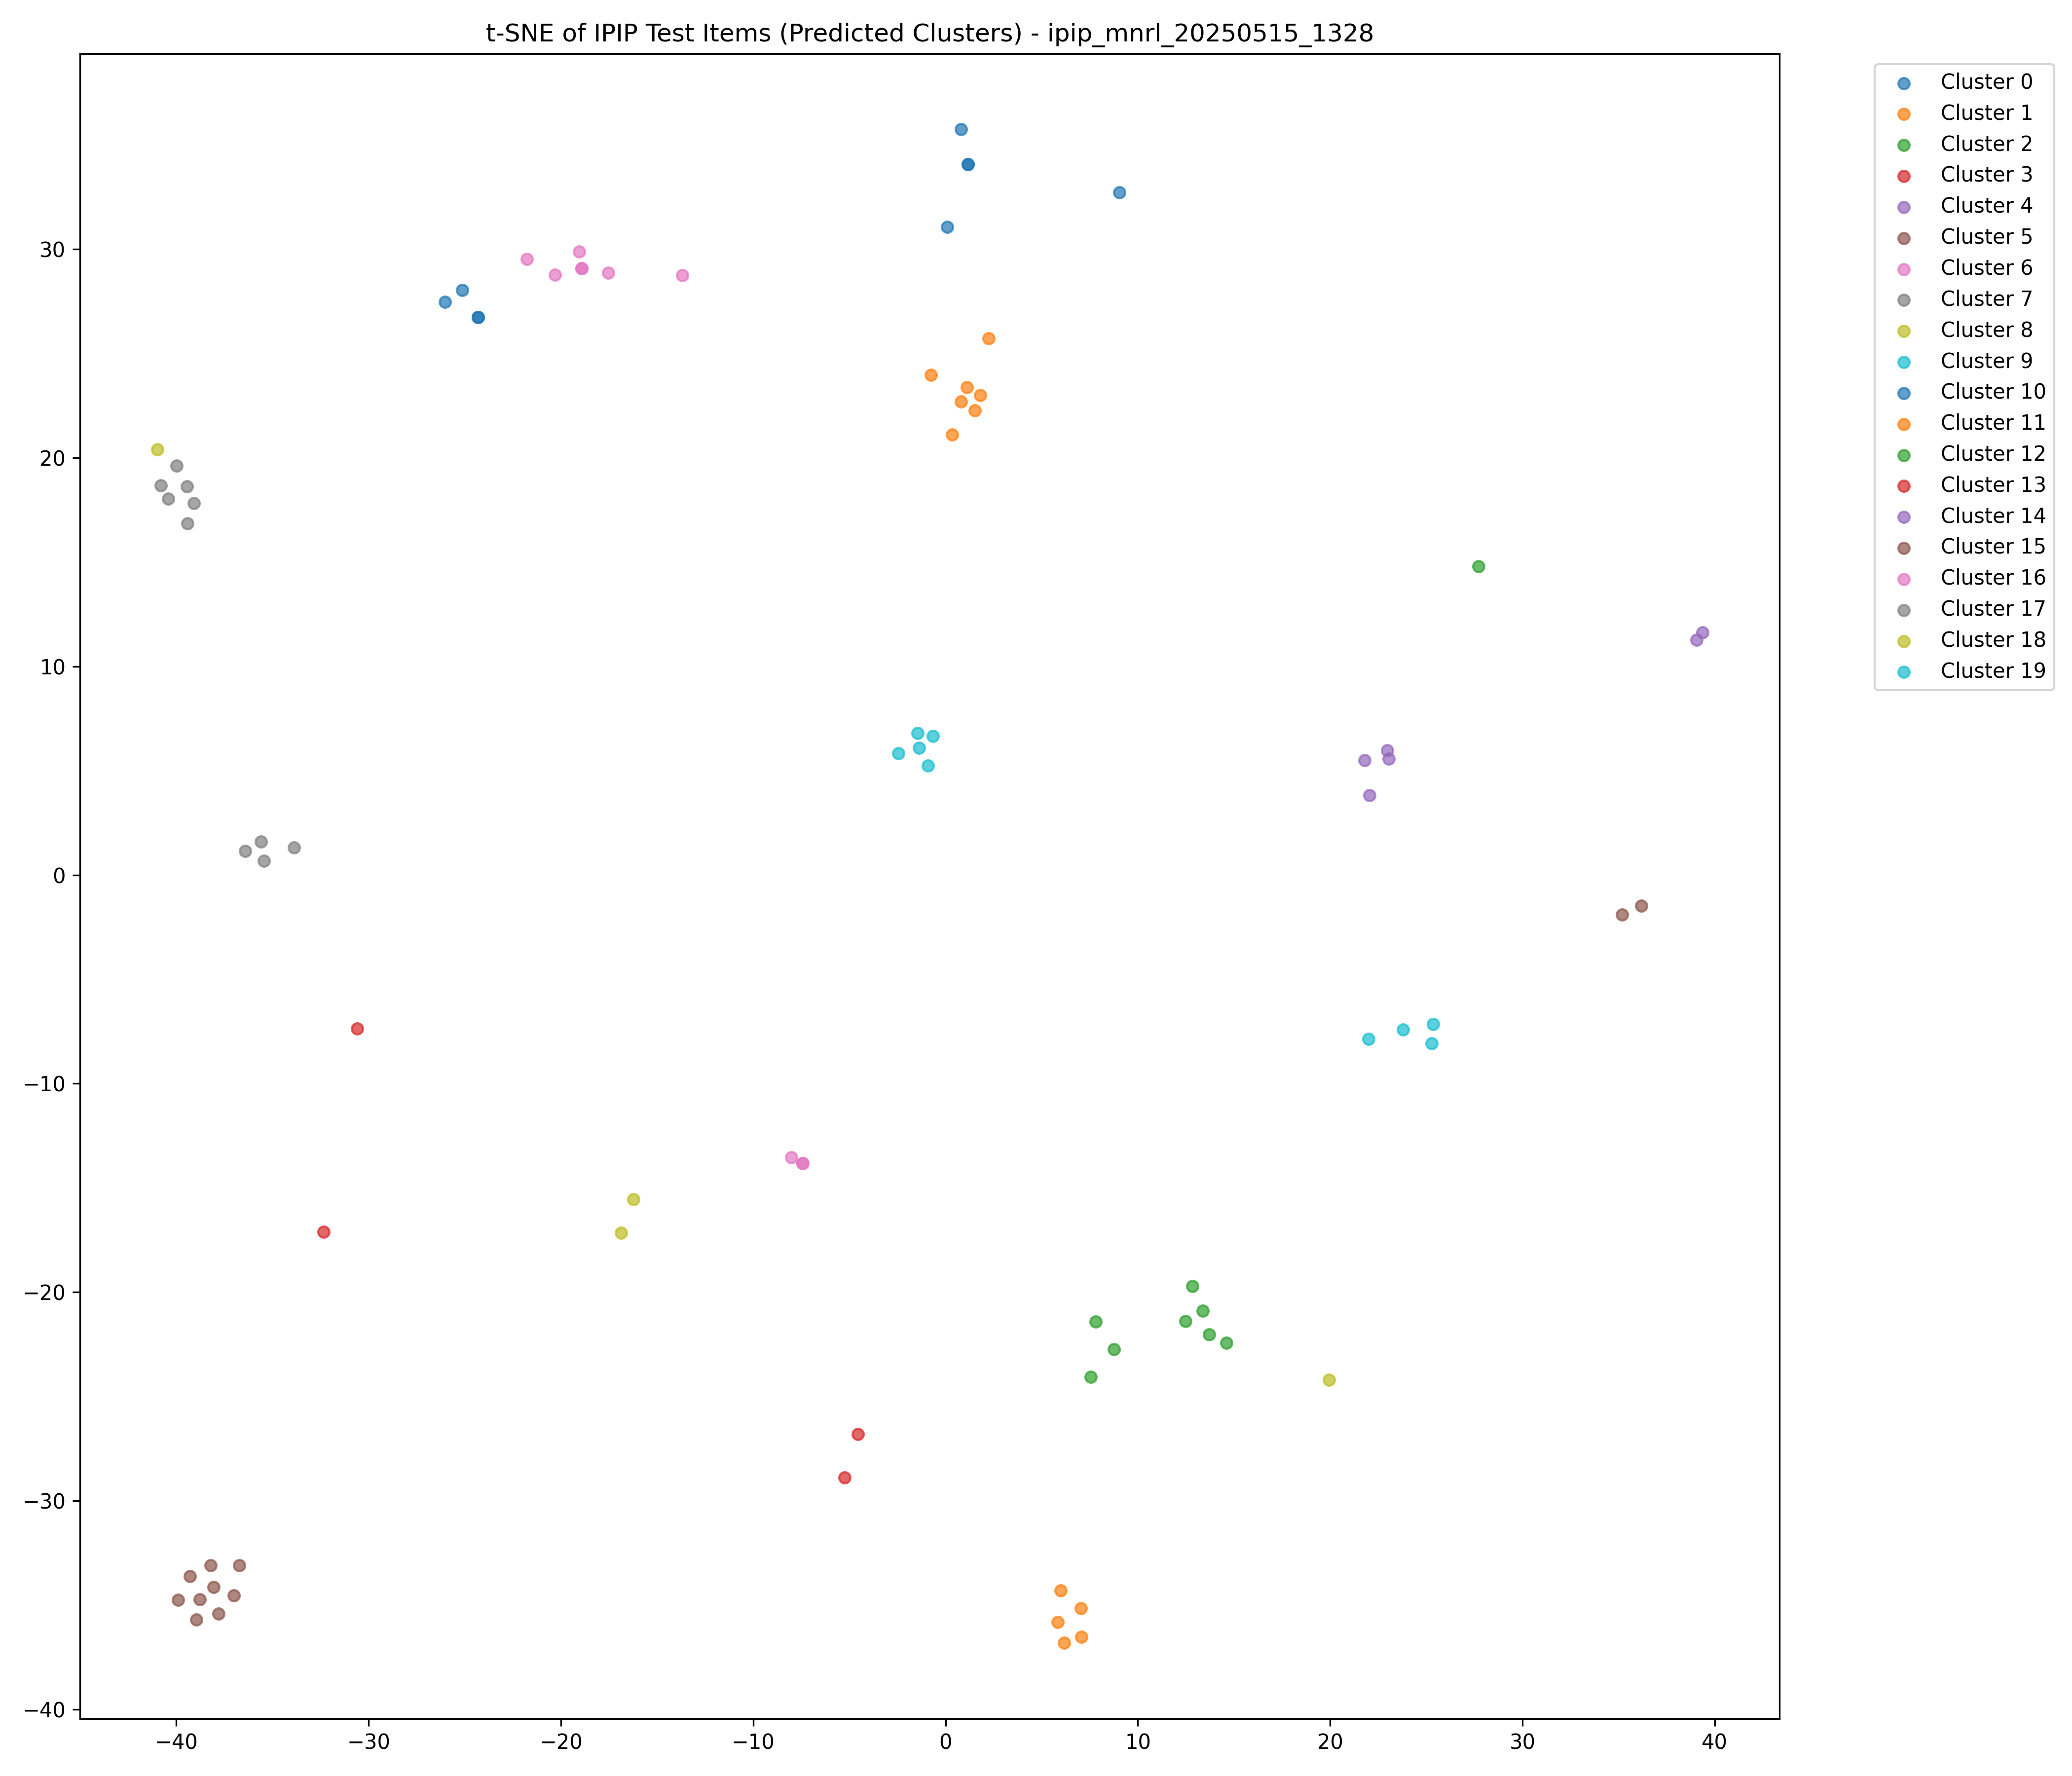 t-SNE of IPIP Test Items (Predicted Clusters) - ipip_mnrl_20250515_1328
Cluster 0
Cluster 1
Cluster 2
Cluster 3
Cluster 4
Cluster 5
Cluster 6
Cluster 7
Cluster 8
Cluster 9
Cluster 10
Cluster 11
Cluster 12
Cluster 13
Cluster 14
Cluster 15
Cluster 16
Cluster 17
Cluster 18
Cluster 19
30
20
10
0
−10
−20
−30
−40
−40 −30 −20 −10 0 10 20 30 40